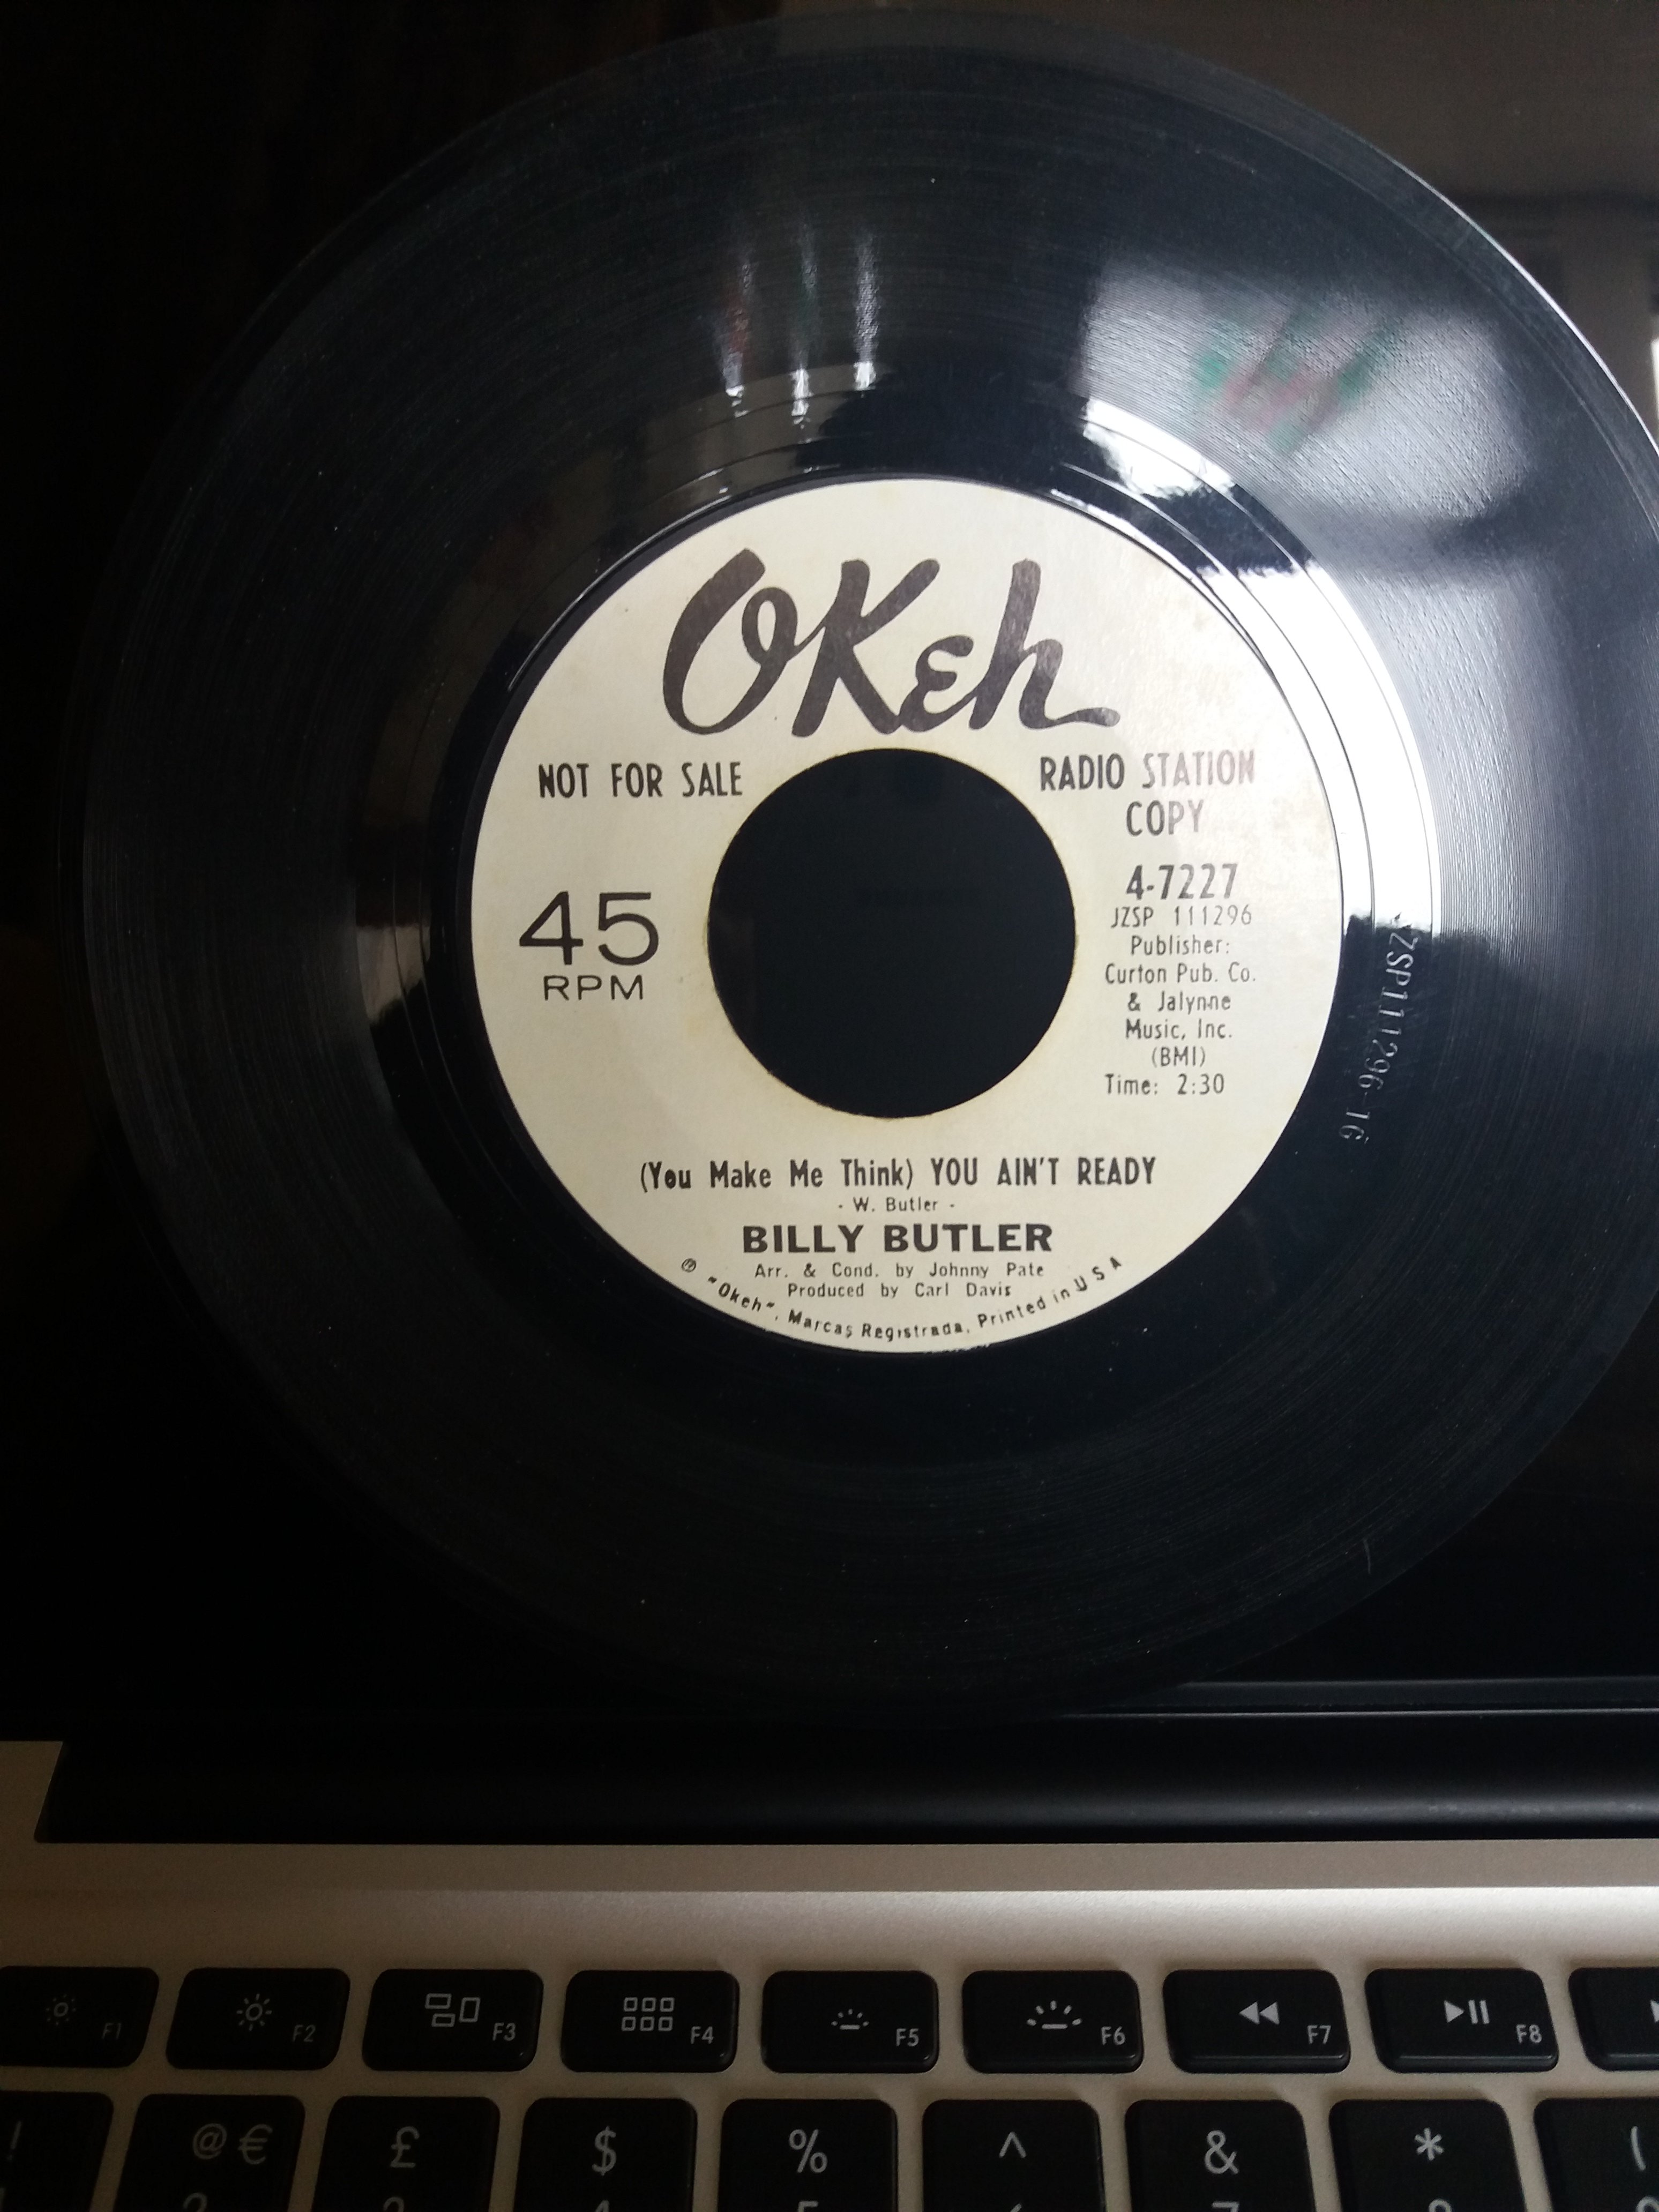 OKeh
NOT FOR SALE
RADIO STATION
COPY
45
RPM
4-7227
JZSP 111296
Publisher:
Curton Pub. Co.
& Jalynne
Music, Inc.
(BMI)
Time: 2:30
ZSP111296-1G
(You Make Me Think) YOU AIN'T READY
- W. Butler -
BILLY BUTLER
Arr. & Cond. by Johnny Pate
Produced by Carl Davis
℗ "Okeh", Marcas Registrada, Printed in USA
F1 F2 F3 F4 F5 F6 F7 F8
! @ € £ $ % ^ & * (